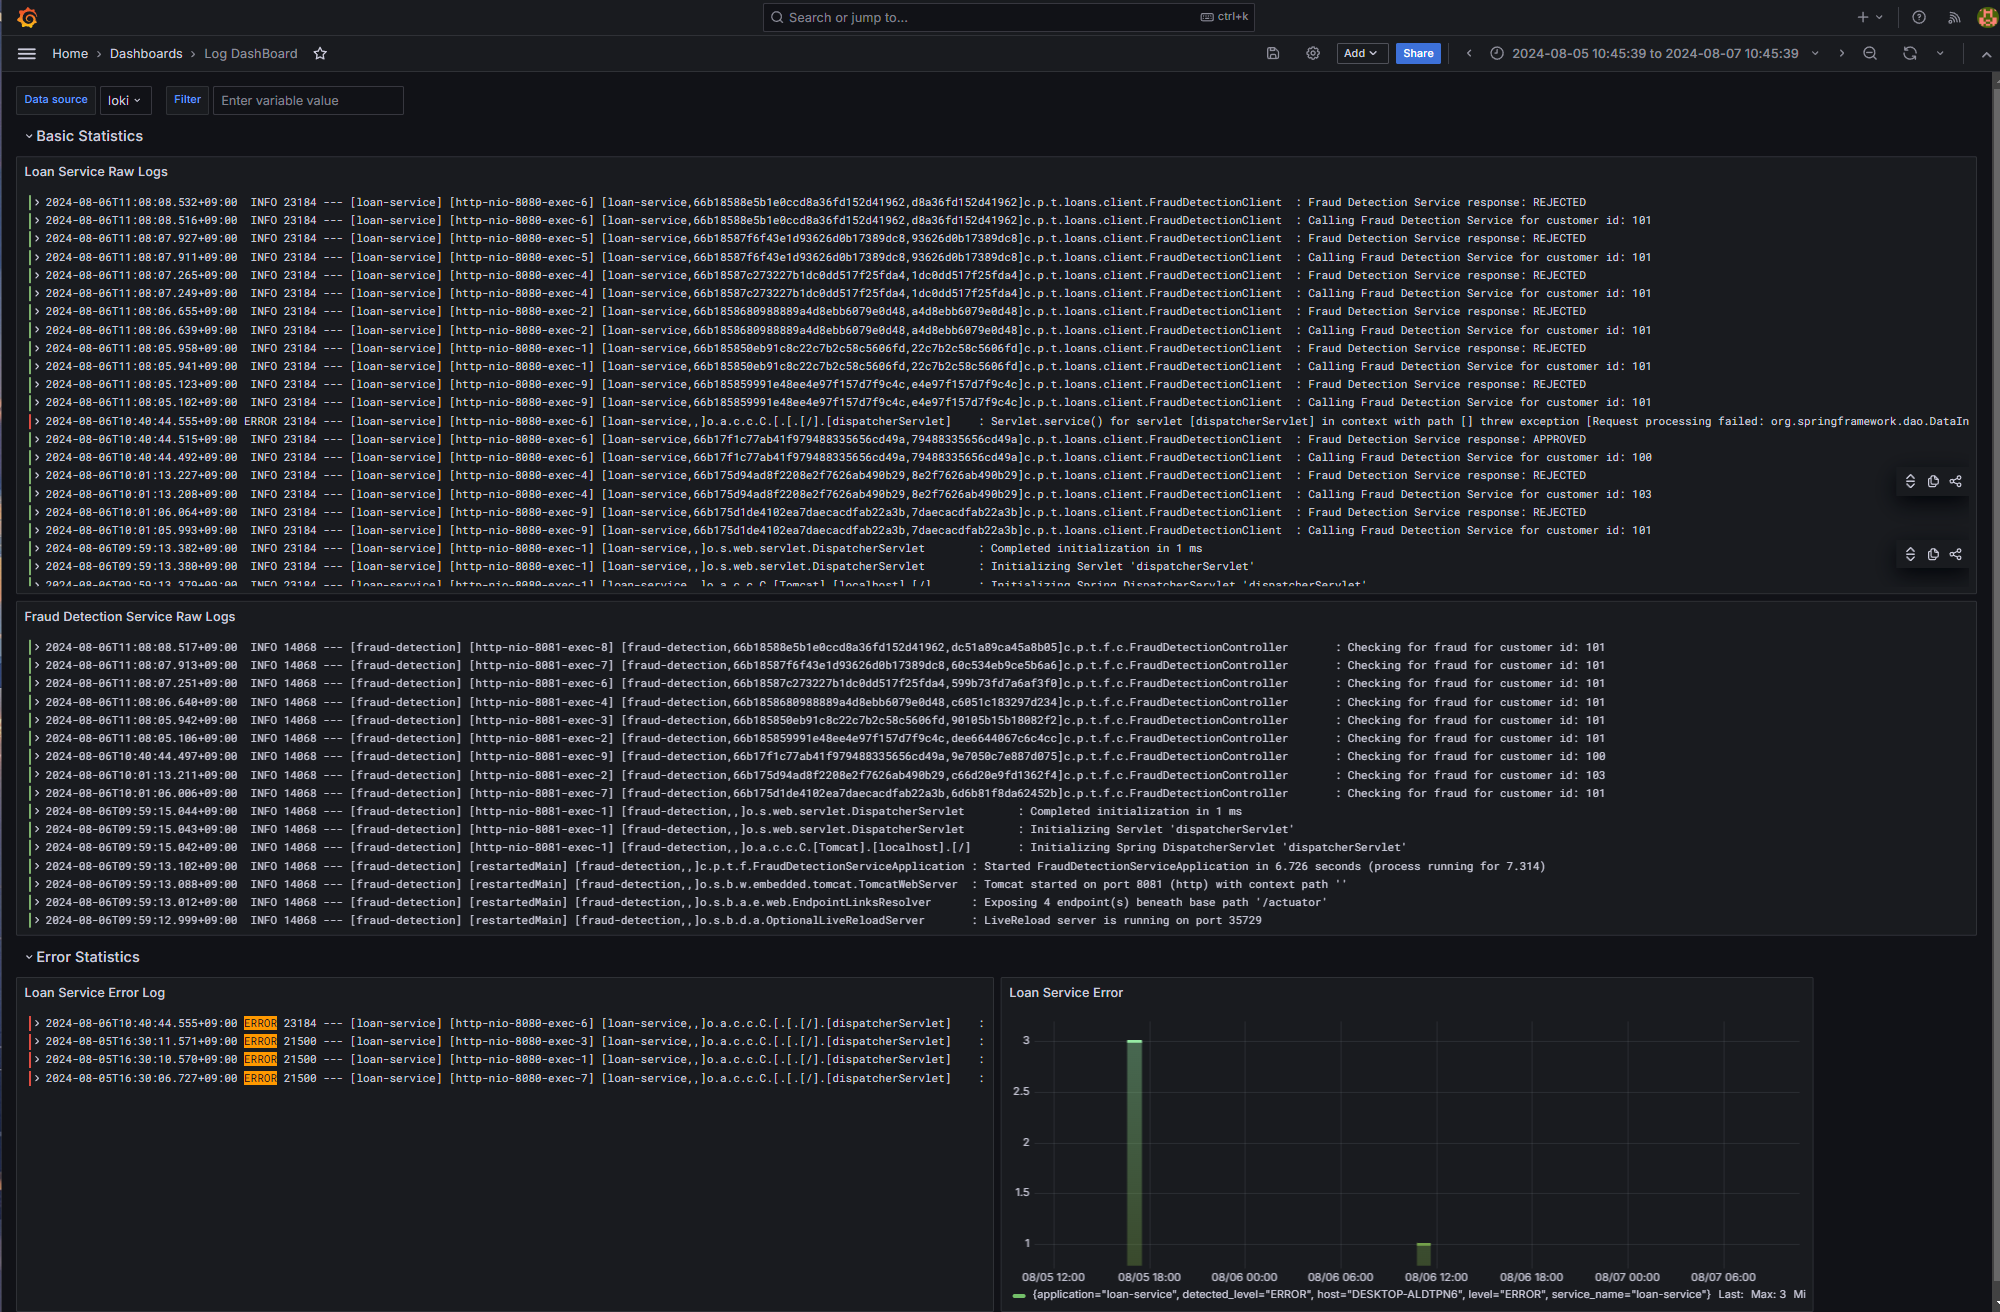 Search or jump to... ctrl+k
Home › Dashboards › Log DashBoard
Add Share 2024-08-05 10:45:39 to 2024-08-07 10:45:39
Data source loki Filter Enter variable value
Basic Statistics
Loan Service Raw Logs
2024-08-06T11:08:08.532+09:00 INFO 23184 --- [loan-service] [http-nio-8080-exec-6] [loan-service,66b18588e5b1e0ccd8a36fd152d41962,d8a36fd152d41962]c.p.t.loans.client.FraudDetectionClient : Fraud Detection Service response: REJECTED
2024-08-06T11:08:08.516+09:00 INFO 23184 --- [loan-service] [http-nio-8080-exec-6] [loan-service,66b18588e5b1e0ccd8a36fd152d41962,d8a36fd152d41962]c.p.t.loans.client.FraudDetectionClient : Calling Fraud Detection Service for customer id: 101
2024-08-06T11:08:07.927+09:00 INFO 23184 --- [loan-service] [http-nio-8080-exec-5] [loan-service,66b18587f6f43e1d93626d0b17389dc8,93626d0b17389dc8]c.p.t.loans.client.FraudDetectionClient : Fraud Detection Service response: REJECTED
2024-08-06T11:08:07.911+09:00 INFO 23184 --- [loan-service] [http-nio-8080-exec-5] [loan-service,66b18587f6f43e1d93626d0b17389dc8,93626d0b17389dc8]c.p.t.loans.client.FraudDetectionClient : Calling Fraud Detection Service for customer id: 101
2024-08-06T11:08:07.265+09:00 INFO 23184 --- [loan-service] [http-nio-8080-exec-4] [loan-service,66b18587c273227b1dc0dd517f25fda4,1dc0dd517f25fda4]c.p.t.loans.client.FraudDetectionClient : Fraud Detection Service response: REJECTED
2024-08-06T11:08:07.249+09:00 INFO 23184 --- [loan-service] [http-nio-8080-exec-4] [loan-service,66b18587c273227b1dc0dd517f25fda4,1dc0dd517f25fda4]c.p.t.loans.client.FraudDetectionClient : Calling Fraud Detection Service for customer id: 101
2024-08-06T11:08:06.655+09:00 INFO 23184 --- [loan-service] [http-nio-8080-exec-2] [loan-service,66b1858680988889a4d8ebb6079e0d48,a4d8ebb6079e0d48]c.p.t.loans.client.FraudDetectionClient : Fraud Detection Service response: REJECTED
2024-08-06T11:08:06.639+09:00 INFO 23184 --- [loan-service] [http-nio-8080-exec-2] [loan-service,66b1858680988889a4d8ebb6079e0d48,a4d8ebb6079e0d48]c.p.t.loans.client.FraudDetectionClient : Calling Fraud Detection Service for customer id: 101
2024-08-06T11:08:05.958+09:00 INFO 23184 --- [loan-service] [http-nio-8080-exec-1] [loan-service,66b185850eb91c8c22c7b2c58c5606fd,22c7b2c58c5606fd]c.p.t.loans.client.FraudDetectionClient : Fraud Detection Service response: REJECTED
2024-08-06T11:08:05.941+09:00 INFO 23184 --- [loan-service] [http-nio-8080-exec-1] [loan-service,66b185850eb91c8c22c7b2c58c5606fd,22c7b2c58c5606fd]c.p.t.loans.client.FraudDetectionClient : Calling Fraud Detection Service for customer id: 101
2024-08-06T11:08:05.123+09:00 INFO 23184 --- [loan-service] [http-nio-8080-exec-9] [loan-service,66b185859991e48ee4e97f157d7f9c4c,e4e97f157d7f9c4c]c.p.t.loans.client.FraudDetectionClient : Fraud Detection Service response: REJECTED
2024-08-06T11:08:05.102+09:00 INFO 23184 --- [loan-service] [http-nio-8080-exec-9] [loan-service,66b185859991e48ee4e97f157d7f9c4c,e4e97f157d7f9c4c]c.p.t.loans.client.FraudDetectionClient : Calling Fraud Detection Service for customer id: 101
2024-08-06T10:40:44.555+09:00 ERROR 23184 --- [loan-service] [http-nio-8080-exec-6] [loan-service,,]o.a.c.c.C.[.[.[/].[dispatcherServlet] : Servlet.service() for servlet [dispatcherServlet] in context with path [] threw exception [Request processing failed: org.springframework.dao.DataIn
2024-08-06T10:40:44.515+09:00 INFO 23184 --- [loan-service] [http-nio-8080-exec-6] [loan-service,66b17f1c77ab41f979488335656cd49a,79488335656cd49a]c.p.t.loans.client.FraudDetectionClient : Fraud Detection Service response: APPROVED
2024-08-06T10:40:44.492+09:00 INFO 23184 --- [loan-service] [http-nio-8080-exec-6] [loan-service,66b17f1c77ab41f979488335656cd49a,79488335656cd49a]c.p.t.loans.client.FraudDetectionClient : Calling Fraud Detection Service for customer id: 100
2024-08-06T10:01:13.227+09:00 INFO 23184 --- [loan-service] [http-nio-8080-exec-4] [loan-service,66b175d94ad8f2208e2f7626ab490b29,8e2f7626ab490b29]c.p.t.loans.client.FraudDetectionClient : Fraud Detection Service response: REJECTED
2024-08-06T10:01:13.208+09:00 INFO 23184 --- [loan-service] [http-nio-8080-exec-4] [loan-service,66b175d94ad8f2208e2f7626ab490b29,8e2f7626ab490b29]c.p.t.loans.client.FraudDetectionClient : Calling Fraud Detection Service for customer id: 103
2024-08-06T10:01:06.064+09:00 INFO 23184 --- [loan-service] [http-nio-8080-exec-9] [loan-service,66b175d1de4102ea7daecacdfab22a3b,7daecacdfab22a3b]c.p.t.loans.client.FraudDetectionClient : Fraud Detection Service response: REJECTED
2024-08-06T10:01:05.993+09:00 INFO 23184 --- [loan-service] [http-nio-8080-exec-9] [loan-service,66b175d1de4102ea7daecacdfab22a3b,7daecacdfab22a3b]c.p.t.loans.client.FraudDetectionClient : Calling Fraud Detection Service for customer id: 101
2024-08-06T09:59:13.382+09:00 INFO 23184 --- [loan-service] [http-nio-8080-exec-1] [loan-service,,]o.s.web.servlet.DispatcherServlet : Completed initialization in 1 ms
2024-08-06T09:59:13.380+09:00 INFO 23184 --- [loan-service] [http-nio-8080-exec-1] [loan-service,,]o.s.web.servlet.DispatcherServlet : Initializing Servlet 'dispatcherServlet'
2024-08-06T09:59:13.379+09:00 INFO 23184 --- [loan-service] [http-nio-8080-exec-1] [loan-service,,]o.a.c.c.C.[Tomcat].[localhost].[/] : Initializing Spring DispatcherServlet 'dispatcherServlet'
Fraud Detection Service Raw Logs
2024-08-06T11:08:08.517+09:00 INFO 14068 --- [fraud-detection] [http-nio-8081-exec-8] [fraud-detection,66b18588e5b1e0ccd8a36fd152d41962,dc51a89ca45a8b05]c.p.t.f.c.FraudDetectionController : Checking for fraud for customer id: 101
2024-08-06T11:08:07.913+09:00 INFO 14068 --- [fraud-detection] [http-nio-8081-exec-7] [fraud-detection,66b18587f6f43e1d93626d0b17389dc8,60c534eb9ce5b6a6]c.p.t.f.c.FraudDetectionController : Checking for fraud for customer id: 101
2024-08-06T11:08:07.251+09:00 INFO 14068 --- [fraud-detection] [http-nio-8081-exec-6] [fraud-detection,66b18587c273227b1dc0dd517f25fda4,599b73fd7a6af3f0]c.p.t.f.c.FraudDetectionController : Checking for fraud for customer id: 101
2024-08-06T11:08:06.640+09:00 INFO 14068 --- [fraud-detection] [http-nio-8081-exec-4] [fraud-detection,66b1858680988889a4d8ebb6079e0d48,c6051c183297d234]c.p.t.f.c.FraudDetectionController : Checking for fraud for customer id: 101
2024-08-06T11:08:05.942+09:00 INFO 14068 --- [fraud-detection] [http-nio-8081-exec-3] [fraud-detection,66b185850eb91c8c22c7b2c58c5606fd,90105b15b18082f2]c.p.t.f.c.FraudDetectionController : Checking for fraud for customer id: 101
2024-08-06T11:08:05.106+09:00 INFO 14068 --- [fraud-detection] [http-nio-8081-exec-2] [fraud-detection,66b185859991e48ee4e97f157d7f9c4c,dee6644067c6c4cc]c.p.t.f.c.FraudDetectionController : Checking for fraud for customer id: 101
2024-08-06T10:40:44.497+09:00 INFO 14068 --- [fraud-detection] [http-nio-8081-exec-9] [fraud-detection,66b17f1c77ab41f979488335656cd49a,9e7050c7e887d075]c.p.t.f.c.FraudDetectionController : Checking for fraud for customer id: 100
2024-08-06T10:01:13.211+09:00 INFO 14068 --- [fraud-detection] [http-nio-8081-exec-2] [fraud-detection,66b175d94ad8f2208e2f7626ab490b29,c66d20e9fd1362f4]c.p.t.f.c.FraudDetectionController : Checking for fraud for customer id: 103
2024-08-06T10:01:06.006+09:00 INFO 14068 --- [fraud-detection] [http-nio-8081-exec-7] [fraud-detection,66b175d1de4102ea7daecacdfab22a3b,6d6b81f8da62452b]c.p.t.f.c.FraudDetectionController : Checking for fraud for customer id: 101
2024-08-06T09:59:15.044+09:00 INFO 14068 --- [fraud-detection] [http-nio-8081-exec-1] [fraud-detection,,]o.s.web.servlet.DispatcherServlet : Completed initialization in 1 ms
2024-08-06T09:59:15.043+09:00 INFO 14068 --- [fraud-detection] [http-nio-8081-exec-1] [fraud-detection,,]o.s.web.servlet.DispatcherServlet : Initializing Servlet 'dispatcherServlet'
2024-08-06T09:59:15.042+09:00 INFO 14068 --- [fraud-detection] [http-nio-8081-exec-1] [fraud-detection,,]o.a.c.c.C.[Tomcat].[localhost].[/] : Initializing Spring DispatcherServlet 'dispatcherServlet'
2024-08-06T09:59:13.102+09:00 INFO 14068 --- [fraud-detection] [restartedMain] [fraud-detection,,]c.p.t.f.FraudDetectionServiceApplication : Started FraudDetectionServiceApplication in 6.726 seconds (process running for 7.314)
2024-08-06T09:59:13.088+09:00 INFO 14068 --- [fraud-detection] [restartedMain] [fraud-detection,,]o.s.b.w.embedded.tomcat.TomcatWebServer : Tomcat started on port 8081 (http) with context path ''
2024-08-06T09:59:13.012+09:00 INFO 14068 --- [fraud-detection] [restartedMain] [fraud-detection,,]o.s.b.a.e.web.EndpointLinksResolver : Exposing 4 endpoint(s) beneath base path '/actuator'
2024-08-06T09:59:12.999+09:00 INFO 14068 --- [fraud-detection] [restartedMain] [fraud-detection,,]o.s.b.d.a.OptionalLiveReloadServer : LiveReload server is running on port 35729
Error Statistics
Loan Service Error Log
2024-08-06T10:40:44.555+09:00 ERROR 23184 --- [loan-service] [http-nio-8080-exec-6] [loan-service,,]o.a.c.c.C.[.[.[/].[dispatcherServlet] :
2024-08-05T16:30:11.571+09:00 ERROR 21500 --- [loan-service] [http-nio-8080-exec-3] [loan-service,,]o.a.c.c.C.[.[.[/].[dispatcherServlet] :
2024-08-05T16:30:10.570+09:00 ERROR 21500 --- [loan-service] [http-nio-8080-exec-1] [loan-service,,]o.a.c.c.C.[.[.[/].[dispatcherServlet] :
2024-08-05T16:30:06.727+09:00 ERROR 21500 --- [loan-service] [http-nio-8080-exec-7] [loan-service,,]o.a.c.c.C.[.[.[/].[dispatcherServlet] :
Loan Service Error
3
2.5
2
1.5
1
08/05 12:00 08/05 18:00 08/06 00:00 08/06 06:00 08/06 12:00 08/06 18:00 08/07 00:00 08/07 06:00
{application="loan-service", detected_level="ERROR", host="DESKTOP-ALDTPN6", level="ERROR", service_name="loan-service"} Last: Max: 3 Mi